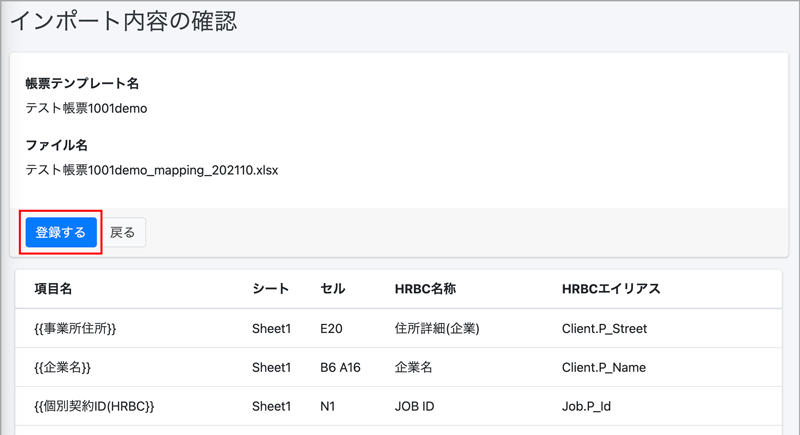 インポート内容の確認
帳票テンプレート名
テスト帳票1001demo
ファイル名
テスト帳票1001demo_mapping_202110.xlsx
登録する 戻る
項目名 シート セル HRBC名称 HRBCエイリアス
{{事業所住所}} Sheet1 E20 住所詳細(企業) Client.P_Street
{{企業名}} Sheet1 B6 A16 企業名 Client.P_Name
{{個別契約ID(HRBC}} Sheet1 N1 JOB ID Job.P_Id